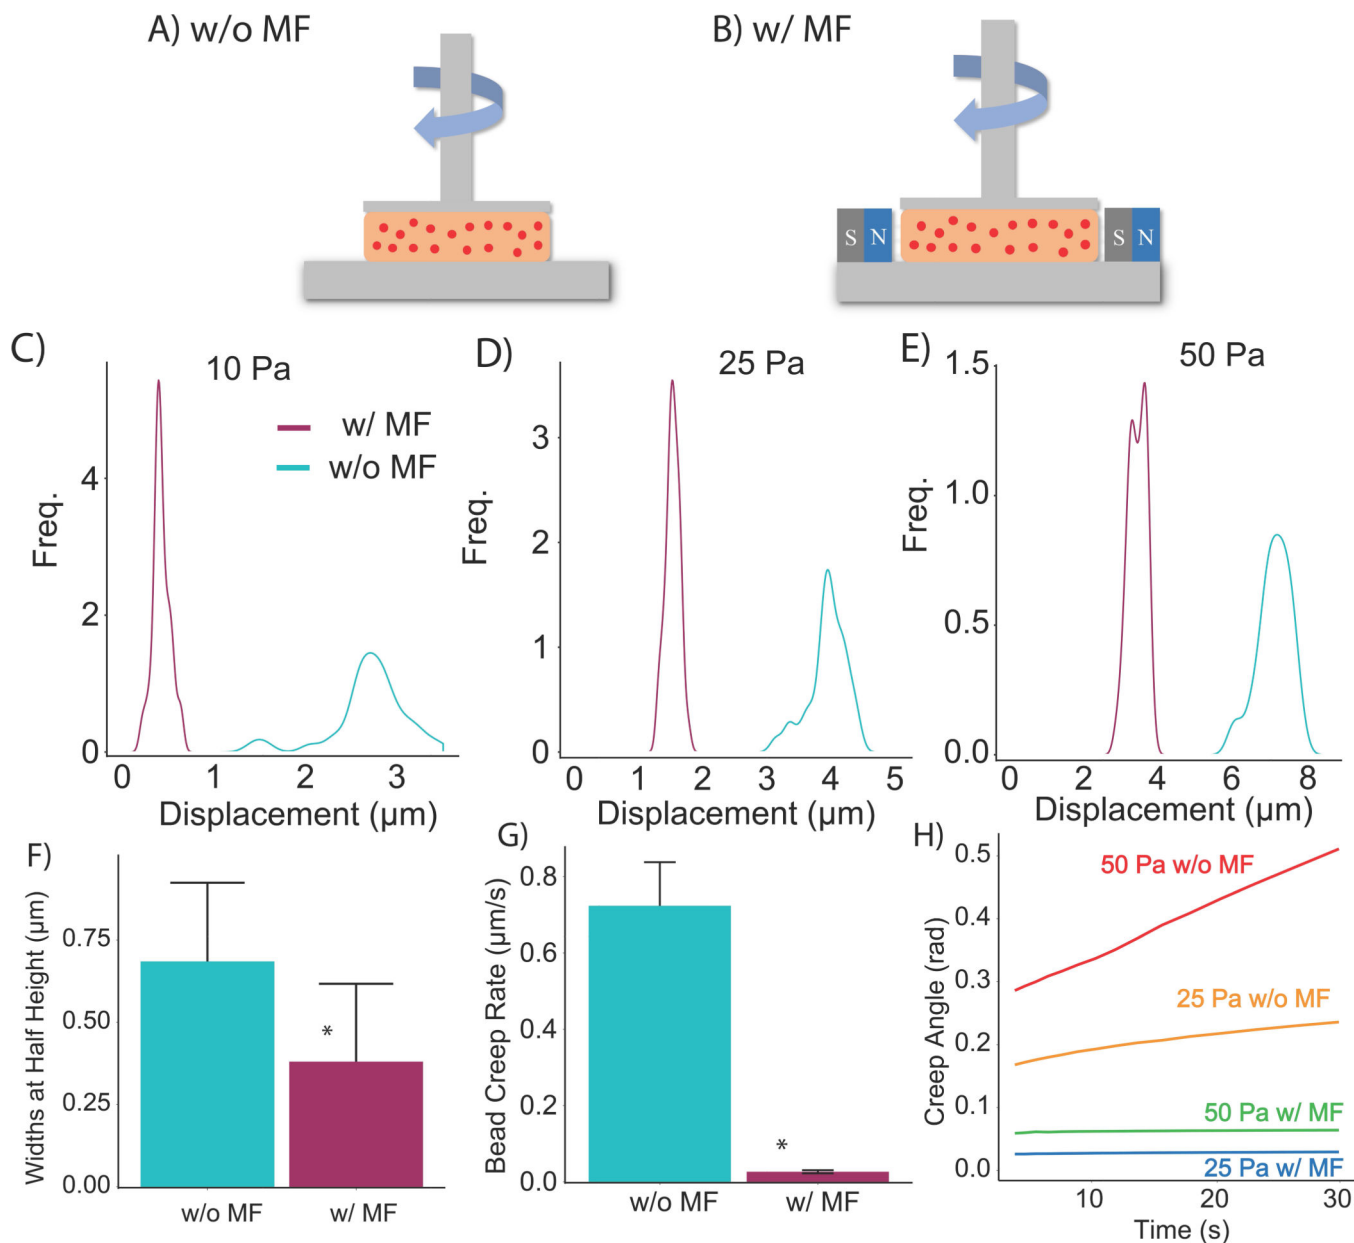 A) w/o MF
B) w/ MF
S N
S N
C)
10 Pa
w/ MF
w/o MF
Freq.
4
2
0
0 1 2 3
Displacement (µm)
D)
25 Pa
Freq.
3
2
1
0
0 1 2 3 4 5
Displacement (µm)
E)
50 Pa
Freq.
1.5
1.0
0.5
0.0
0 2 4 6 8
Displacement (µm)
F)
Widths at Half Height (µm)
0.75
0.50
0.25
0.00
*
w/o MF w/ MF
G)
Bead Creep Rate (µm/s)
0.8
0.6
0.4
0.2
0.0
*
w/o MF w/ MF
H)
Creep Angle (rad)
0.5
0.4
0.3
0.2
0.1
0.0
50 Pa w/o MF
25 Pa w/o MF
50 Pa w/ MF
25 Pa w/ MF
10 20 30
Time (s)